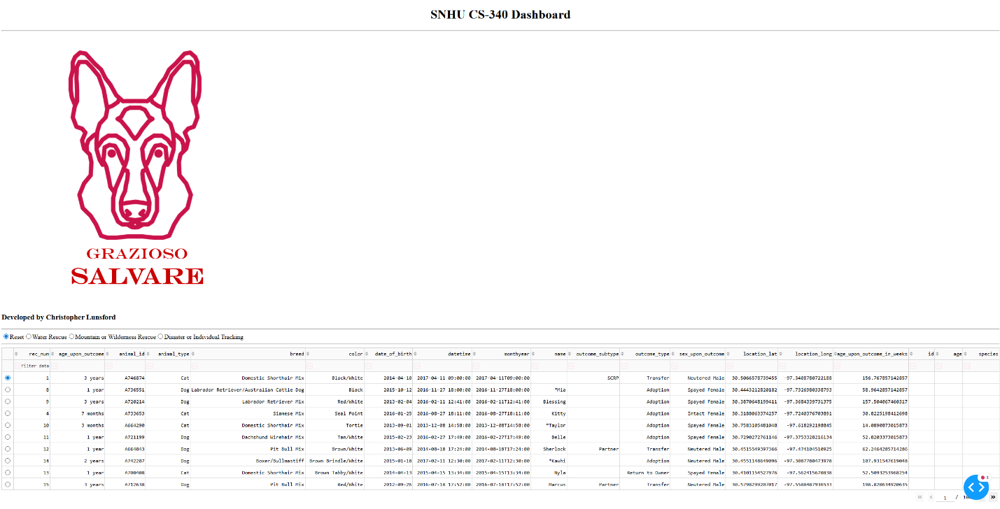 SNHU CS-340 Dashboard
GRAZIOSO
SALVARE
Developed by Christopher Lunsford
Reset Water Rescue Mountain or Wilderness Rescue Disaster or Individual Tracking
rec_num age_upon_outcome animal_id animal_type breed color date_of_birth datetime monthyear name outcome_subtype outcome_type sex_upon_outcome location_lat location_long age_upon_outcome_in_weeks id age species
filter data
1 3 years A746874 Cat Domestic Shorthair Mix Black/White 2014-04-10 2017-04-11 09:00:00 2017-04-11T09:00:00 SCRP Transfer Neutered Male 30.5066578739455 -97.3408780722188 156.767857142857
8 1 year A736551 Dog Labrador Retriever/Australian Cattle Dog Black 2015-10-12 2016-11-27 18:00:00 2016-11-27T18:00:00 *Mia Adoption Spayed Female 30.4443212820182 -97.7326980338793 58.9642857142857
9 3 years A720214 Dog Labrador Retriever Mix Red/White 2013-02-04 2016-02-11 12:41:00 2016-02-11T12:41:00 Blessing Adoption Spayed Female 30.3870648199411 -97.3684339731375 157.504067460317
4 7 months A733653 Cat Siamese Mix Seal Point 2016-01-25 2016-08-27 18:11:00 2016-08-27T18:11:00 Kitty Adoption Intact Female 30.3188063374257 -97.7240376703891 30.8225198412698
10 3 months A664290 Cat Domestic Shorthair Mix Tortie 2013-09-01 2013-12-08 14:58:00 2013-12-08T14:58:00 *Taylor Adoption Spayed Female 30.7583105481048 -97.618292198845 14.0890873015873
11 1 year A721199 Dog Dachshund Wirehair Mix Tan/White 2015-02-23 2016-02-27 17:49:00 2016-02-27T17:49:00 Belle Adoption Spayed Female 30.7290272761146 -97.3753328216134 52.8203373015873
12 1 year A664843 Dog Pit Bull Mix Brown/White 2013-06-09 2014-08-18 17:24:00 2014-08-18T17:24:00 Sherlock Partner Transfer Neutered Male 30.4515549397366 -97.474104510925 62.2464285714286
14 2 years A742287 Dog Boxer/Bullmastiff Brown Brindle/White 2015-01-18 2017-02-11 12:30:00 2017-02-11T12:30:00 *Kawhi Adoption Neutered Male 30.4551148649096 -97.3087780473978 107.931547619048
13 1 year A700408 Cat Domestic Shorthair Mix Brown Tabby/White 2014-04-13 2015-04-15 13:34:00 2015-04-15T13:34:00 Nyla Return to Owner Spayed Female 30.4101154527976 -97.562415670038 52.5093253968254
15 3 years A712638 Dog Pit Bull Mix Red/White 2012-09-26 2016-07-18 17:52:00 2016-07-18T17:52:00 Marcus Partner Transfer Neutered Male 30.5798299207017 -97.5588487936533 198.820634920635
1 /